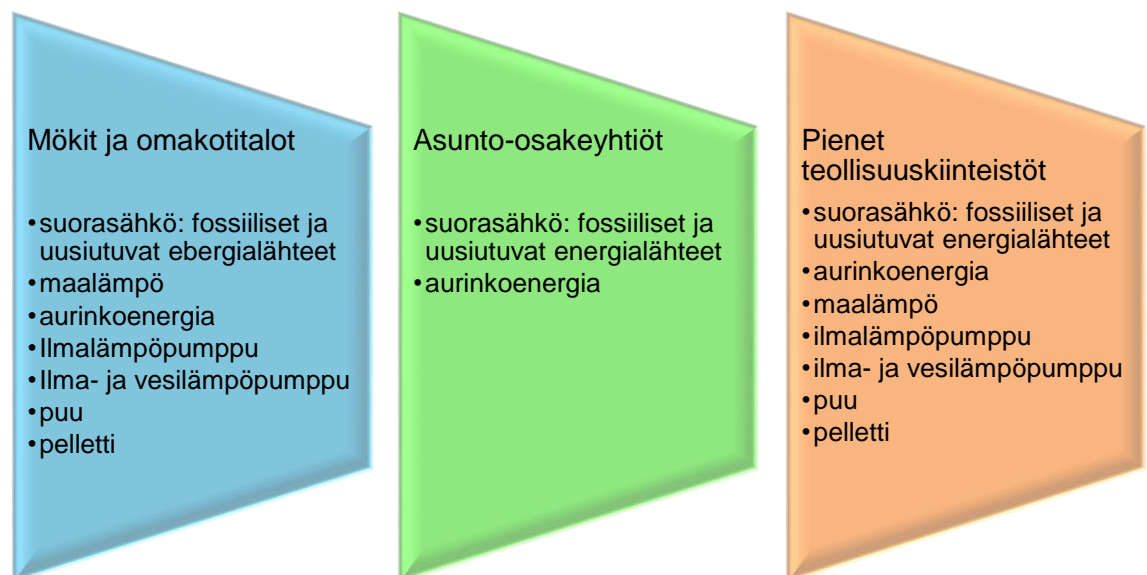 Mökit ja omakotitalot
•suorasähkö: fossiiliset ja
uusiutuvat ebergialähteet
•maalämpö
•aurinkoenergia
•Ilmalämpöpumppu
•Ilma- ja vesilämpöpumppu
•puu
•pelletti
Asunto-osakeyhtiöt
•suorasähkö: fossiiliset ja
uusiutuvat energialähteet
•aurinkoenergia
Pienet
teollisuuskiinteistöt
•suorasähkö: fossiiliset ja
uusiutuvat energialähteet
•aurinkoenergia
•maalämpö
•ilmalämpöpumppu
•ilma- ja vesilämpöpumppu
•puu
•pelletti